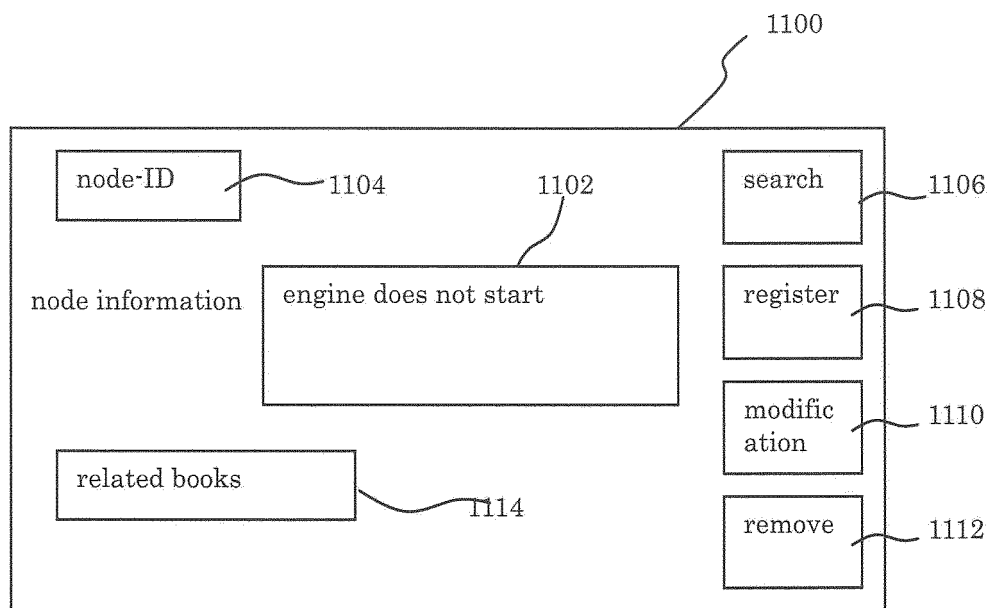 1100
node-ID
1104
1102
search
1106
node information
engine does not start
register
1108
modific
ation
1110
related books
1114
remove
1112